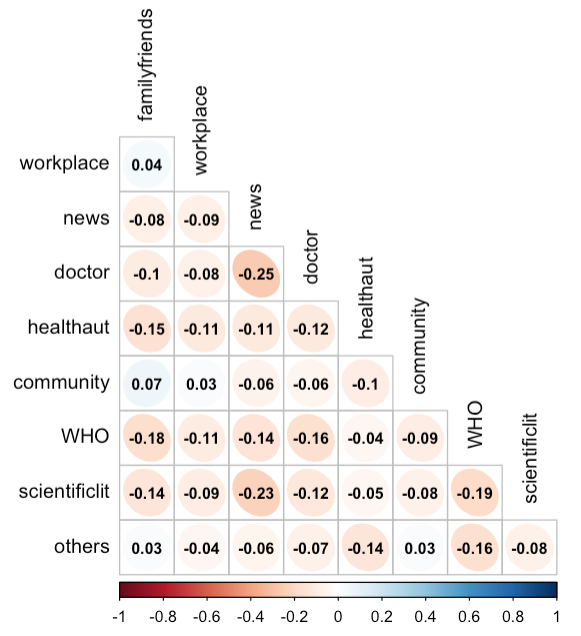 familyfriends
workplace
news
doctor
healthaut
community
WHO
scientificlit
workplace 0.04
news -0.08 -0.09
doctor -0.1 -0.08 -0.25
healthaut -0.15 -0.11 -0.11 -0.12
community 0.07 0.03 -0.06 -0.06 -0.1
WHO -0.18 -0.11 -0.14 -0.16 -0.04 -0.09
scientificlit -0.14 -0.09 -0.23 -0.12 -0.05 -0.08 -0.19
others 0.03 -0.04 -0.06 -0.07 -0.14 0.03 -0.16 -0.08
-1 -0.8 -0.6 -0.4 -0.2 0 0.2 0.4 0.6 0.8 1